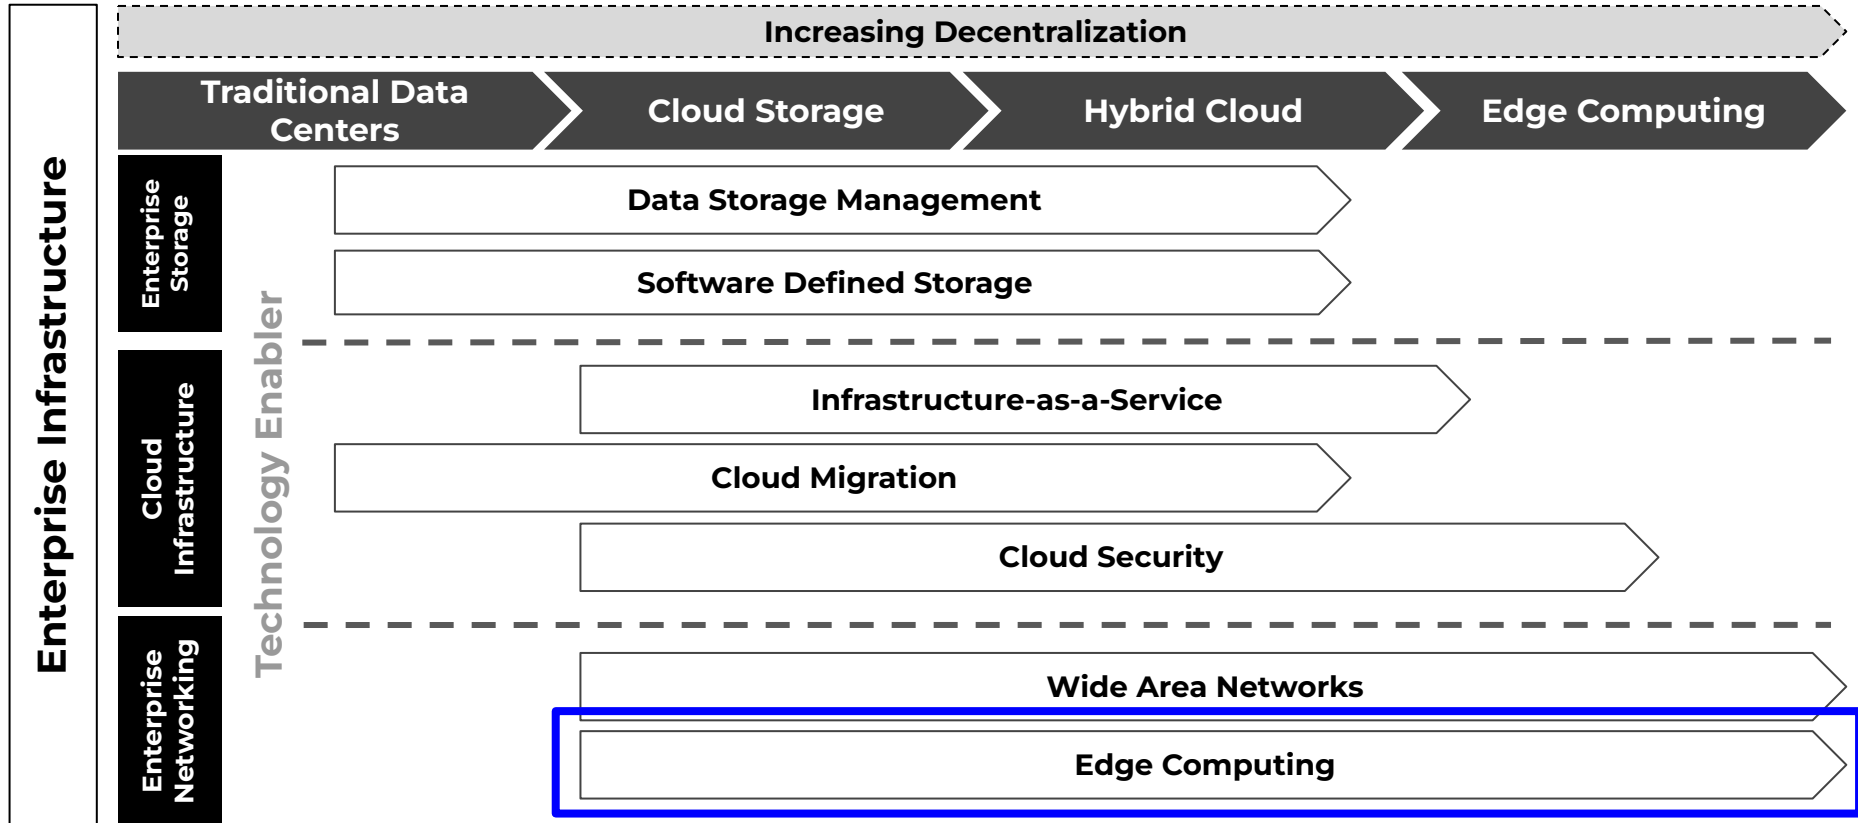 Increasing Decentralization
Traditional Data
Centers
Cloud Storage
Hybrid Cloud
Edge Computing
Enterprise Infrastructure
Enterprise
Storage
Technology Enabler
Data Storage Management
Software Defined Storage
Cloud
Infrastructure
Infrastructure-as-a-Service
Cloud Migration
Cloud Security
Enterprise
Networking
Wide Area Networks
Edge Computing